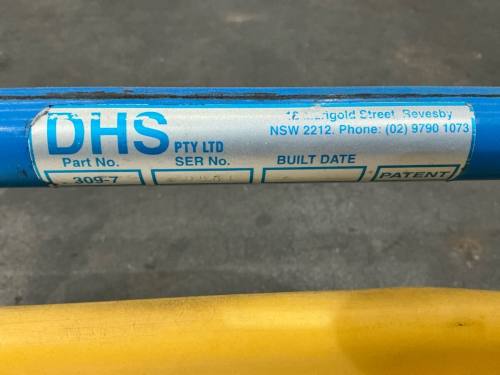 DHS PTY LTD
Street, Revesby
NSW 2212. Phone: (02) 9790 1073
Part No. SER No. BUILT DATE
309-7 PATENT